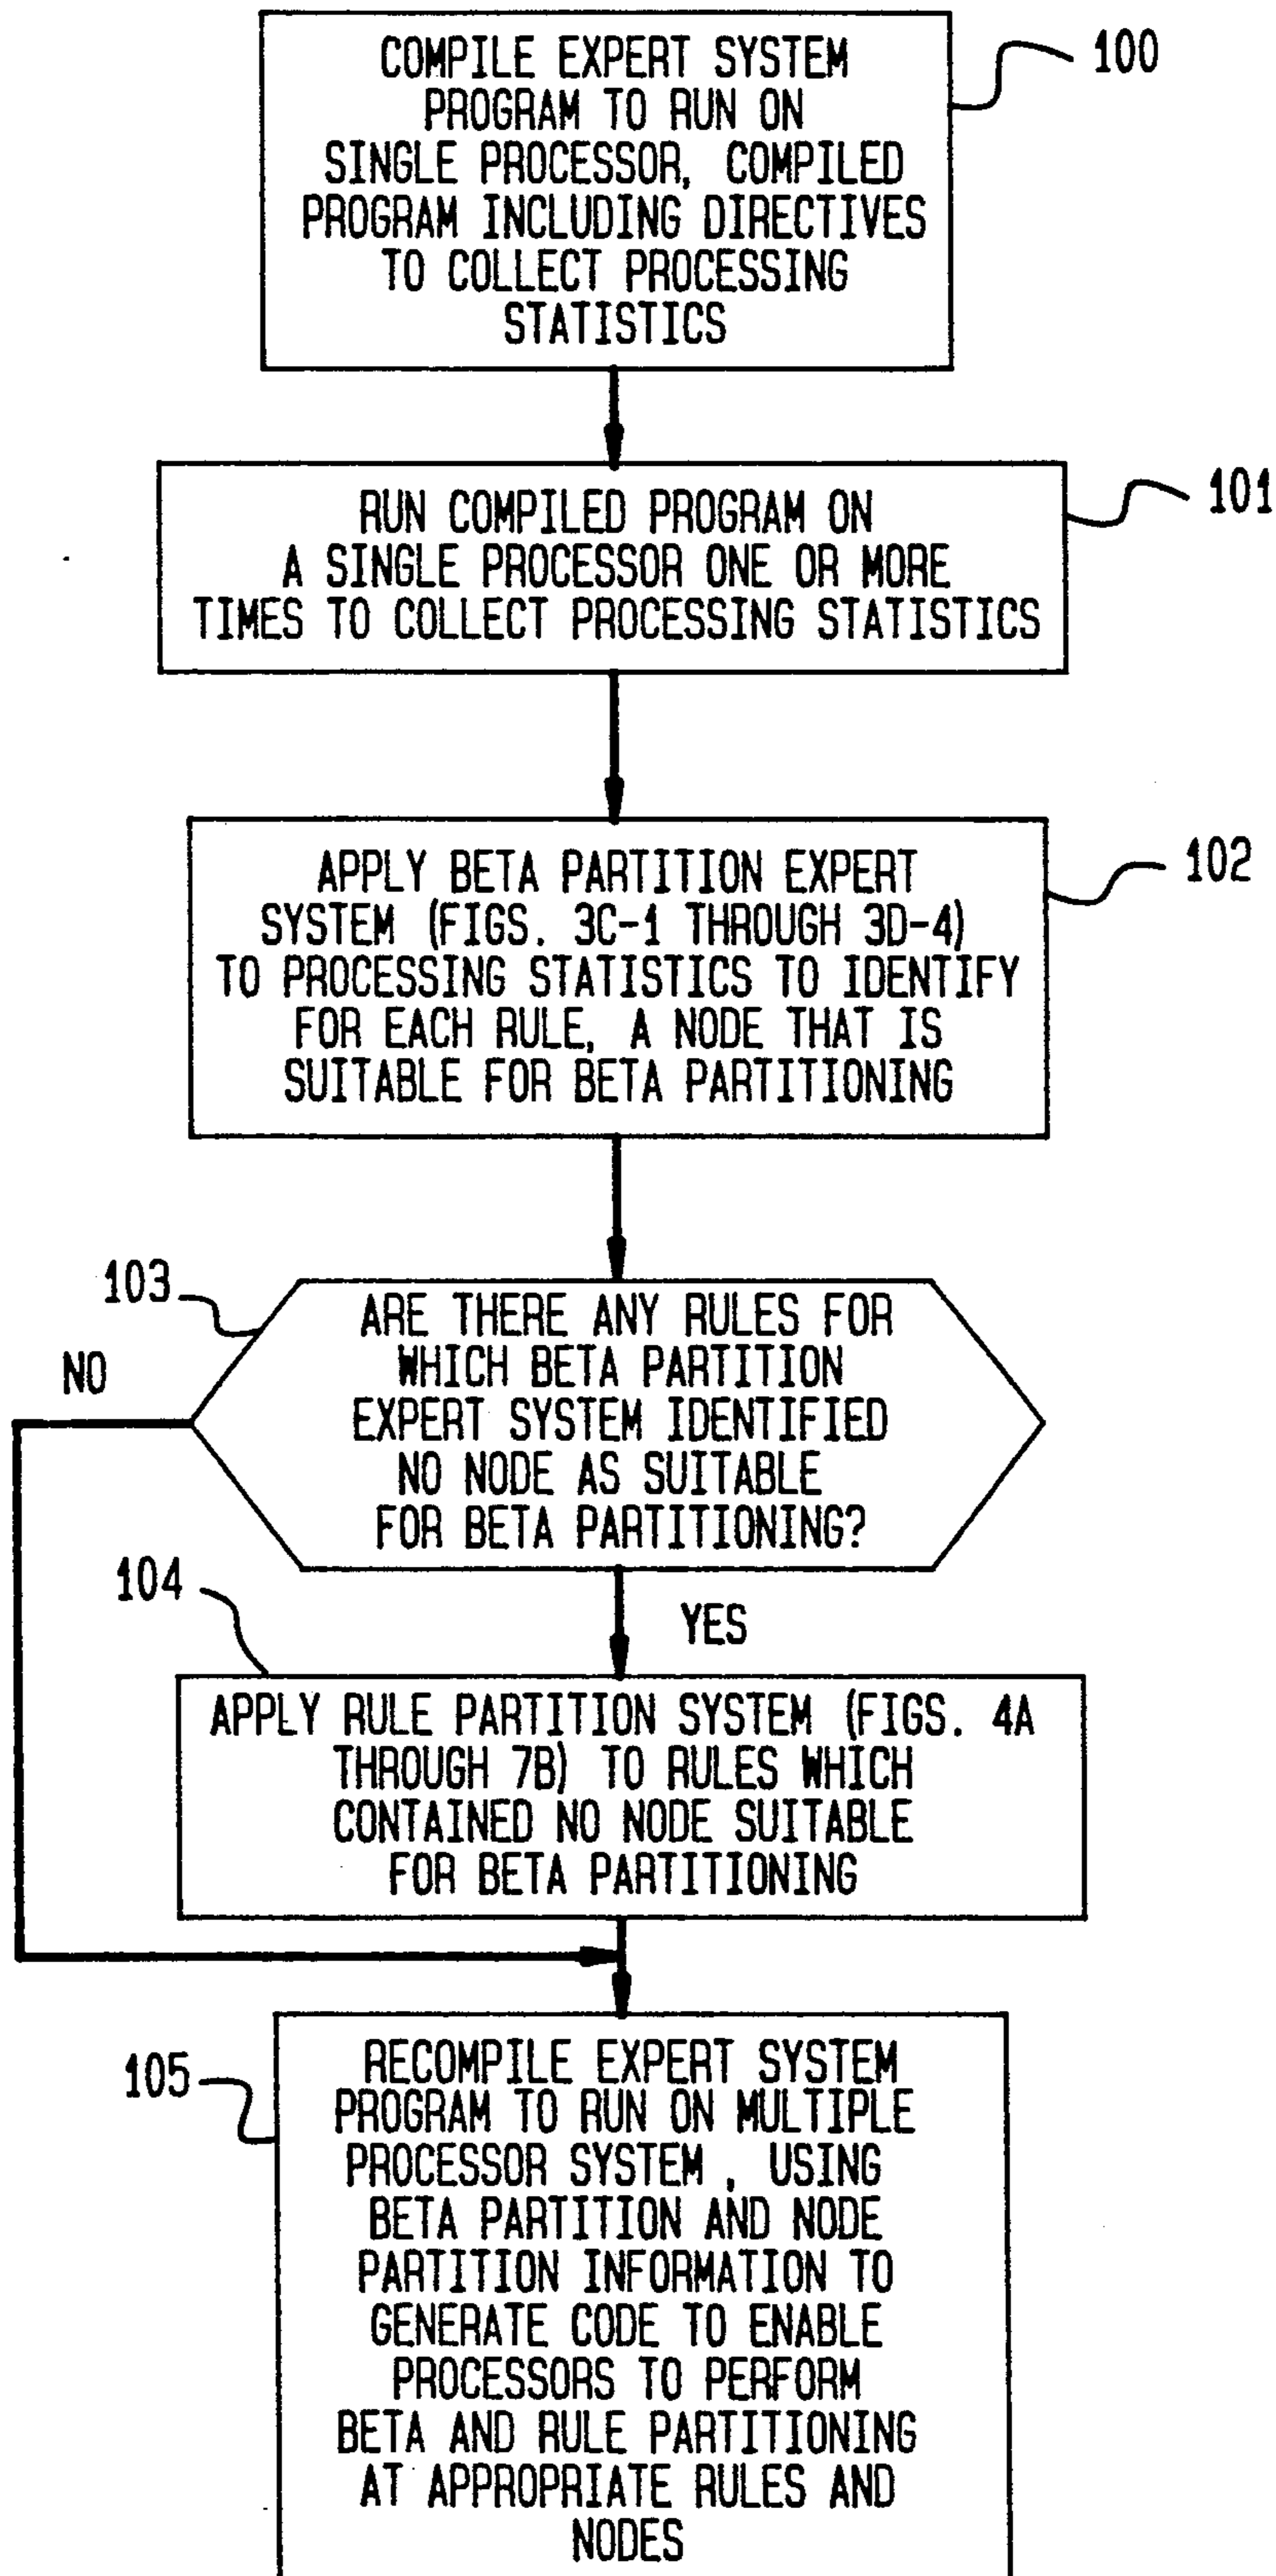 COMPILE EXPERT SYSTEM
PROGRAM TO RUN ON
SINGLE PROCESSOR, COMPILED
PROGRAM INCLUDING DIRECTIVES
TO COLLECT PROCESSING
STATISTICS
100
RUN COMPILED PROGRAM ON
A SINGLE PROCESSOR ONE OR MORE
TIMES TO COLLECT PROCESSING STATISTICS
101
APPLY BETA PARTITION EXPERT
SYSTEM (FIGS. 3C-1 THROUGH 3D-4)
TO PROCESSING STATISTICS TO IDENTIFY
FOR EACH RULE, A NODE THAT IS
SUITABLE FOR BETA PARTITIONING
102
103
NO
ARE THERE ANY RULES FOR
WHICH BETA PARTITION
EXPERT SYSTEM IDENTIFIED
NO NODE AS SUITABLE
FOR BETA PARTITIONING?
104
YES
APPLY RULE PARTITION SYSTEM (FIGS. 4A
THROUGH 7B) TO RULES WHICH
CONTAINED NO NODE SUITABLE
FOR BETA PARTITIONING
105
RECOMPILE EXPERT SYSTEM
PROGRAM TO RUN ON MULTIPLE
PROCESSOR SYSTEM , USING
BETA PARTITION AND NODE
PARTITION INFORMATION TO
GENERATE CODE TO ENABLE
PROCESSORS TO PERFORM
BETA AND RULE PARTITIONING
AT APPROPRIATE RULES AND
NODES